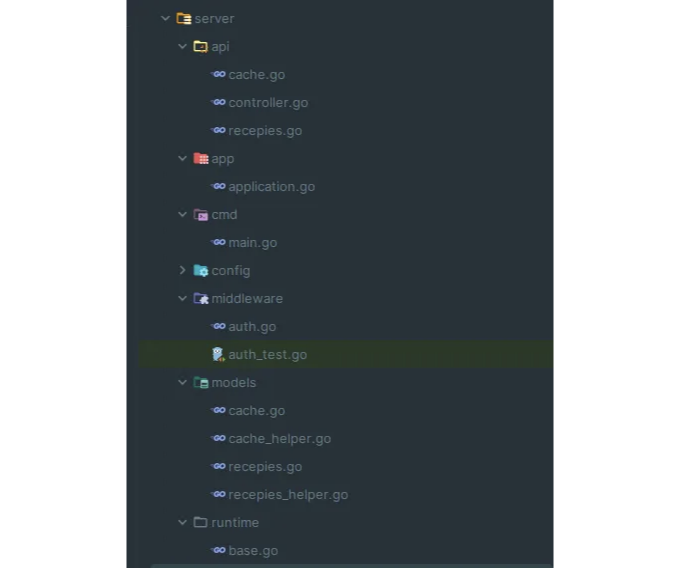 server
api
cache.go
controller.go
recepies.go
app
application.go
cmd
main.go
config
middleware
auth.go
auth_test.go
models
cache.go
cache_helper.go
recepies.go
recepies_helper.go
runtime
base.go